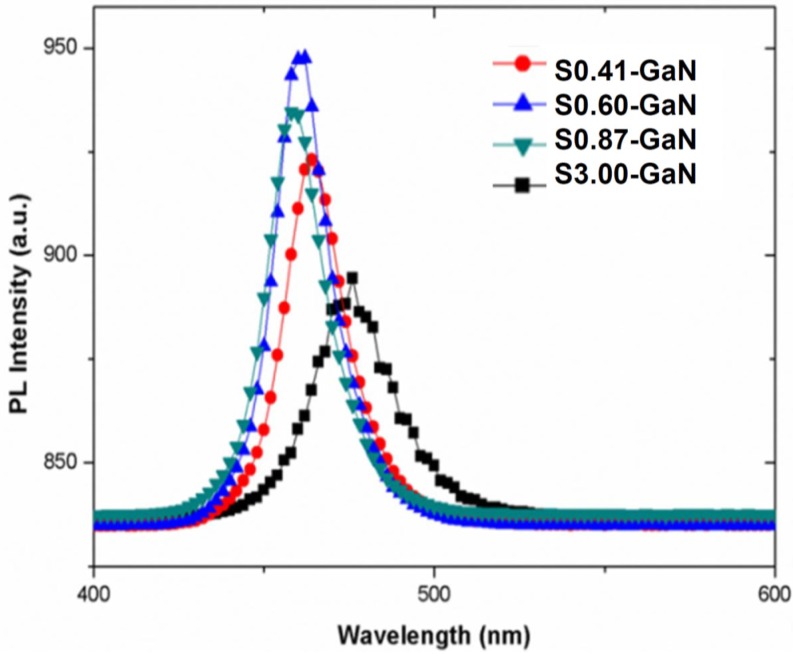 950
900
850
400
500
600
PL Intensity (a.u.)
Wavelength (nm)
S0.41-GaN
S0.60-GaN
S0.87-GaN
S3.00-GaN